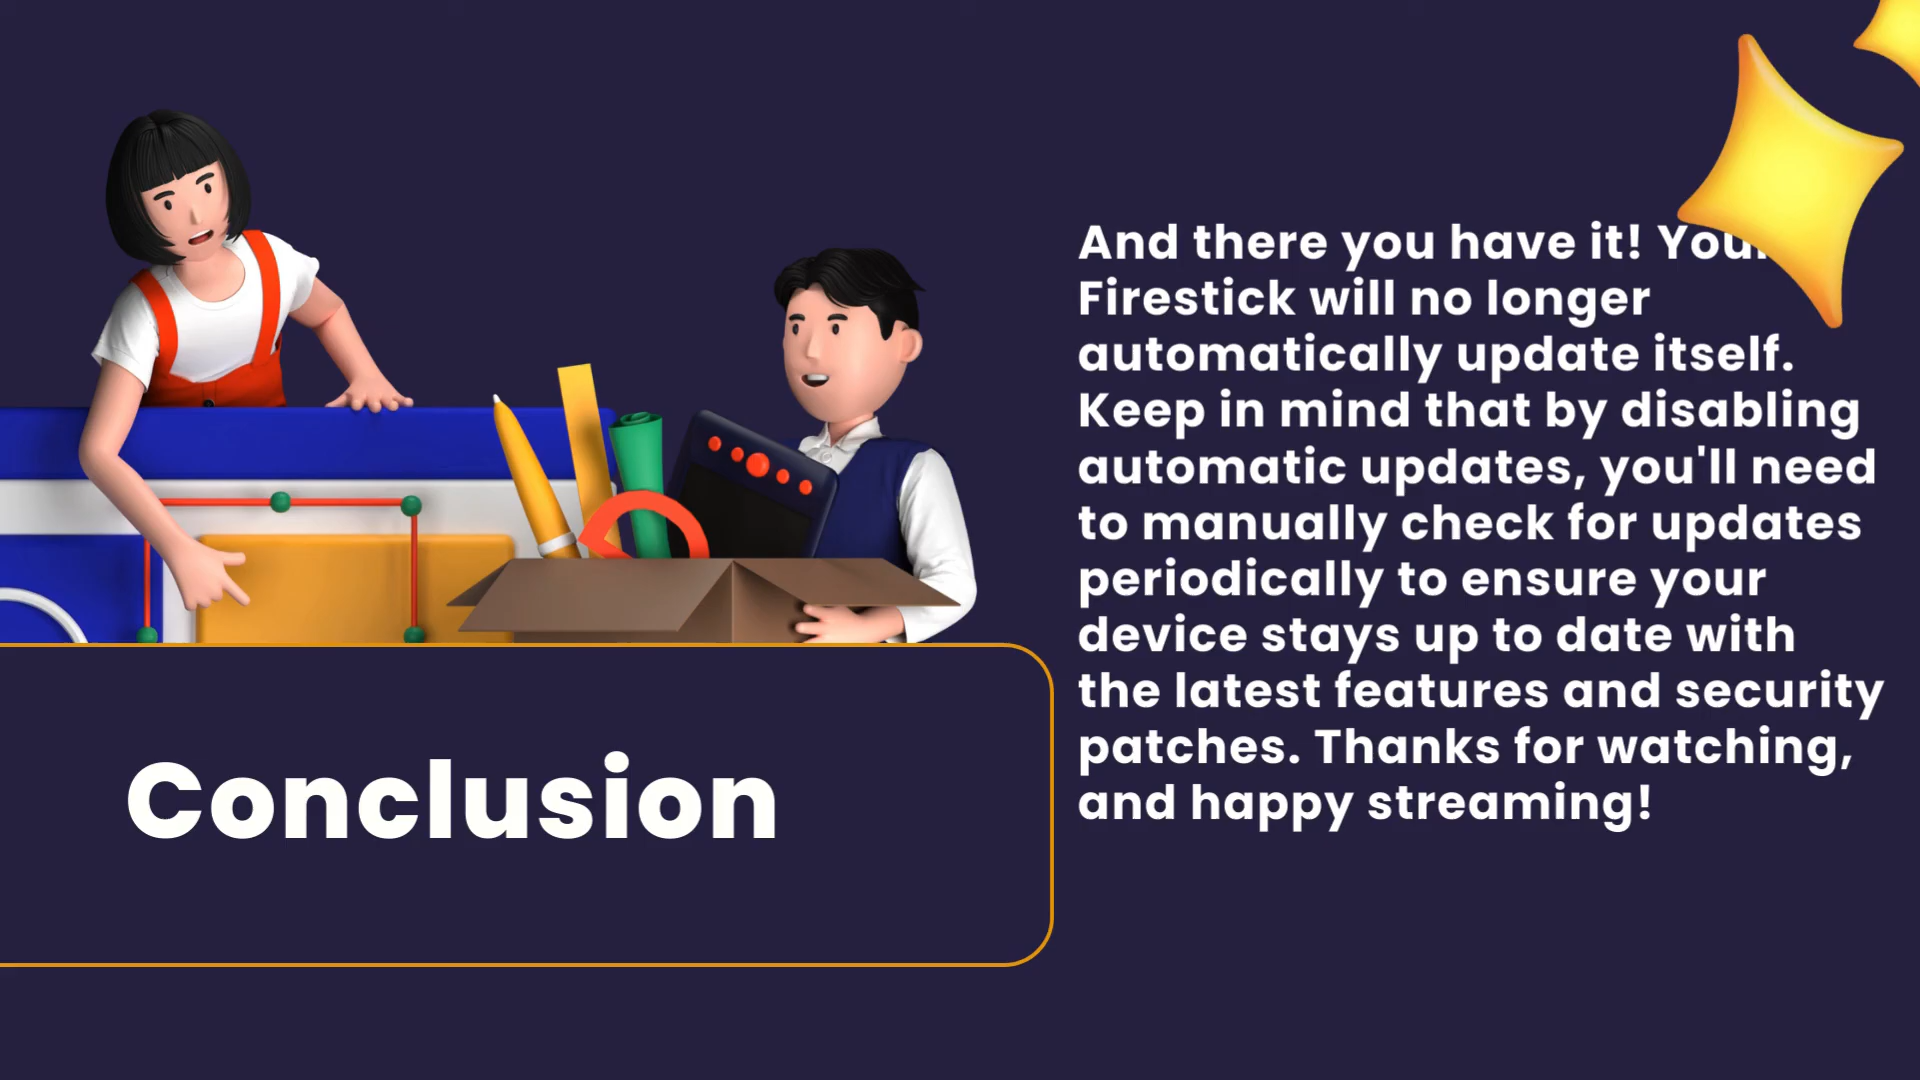 And there you have it! Your
Firestick will no longer
automatically update itself.
Keep in mind that by disabling
automatic updates, you'll need
to manually check for updates
periodically to ensure your
device stays up to date with
the latest features and security
patches. Thanks for watching,
and happy streaming!
Conclusion